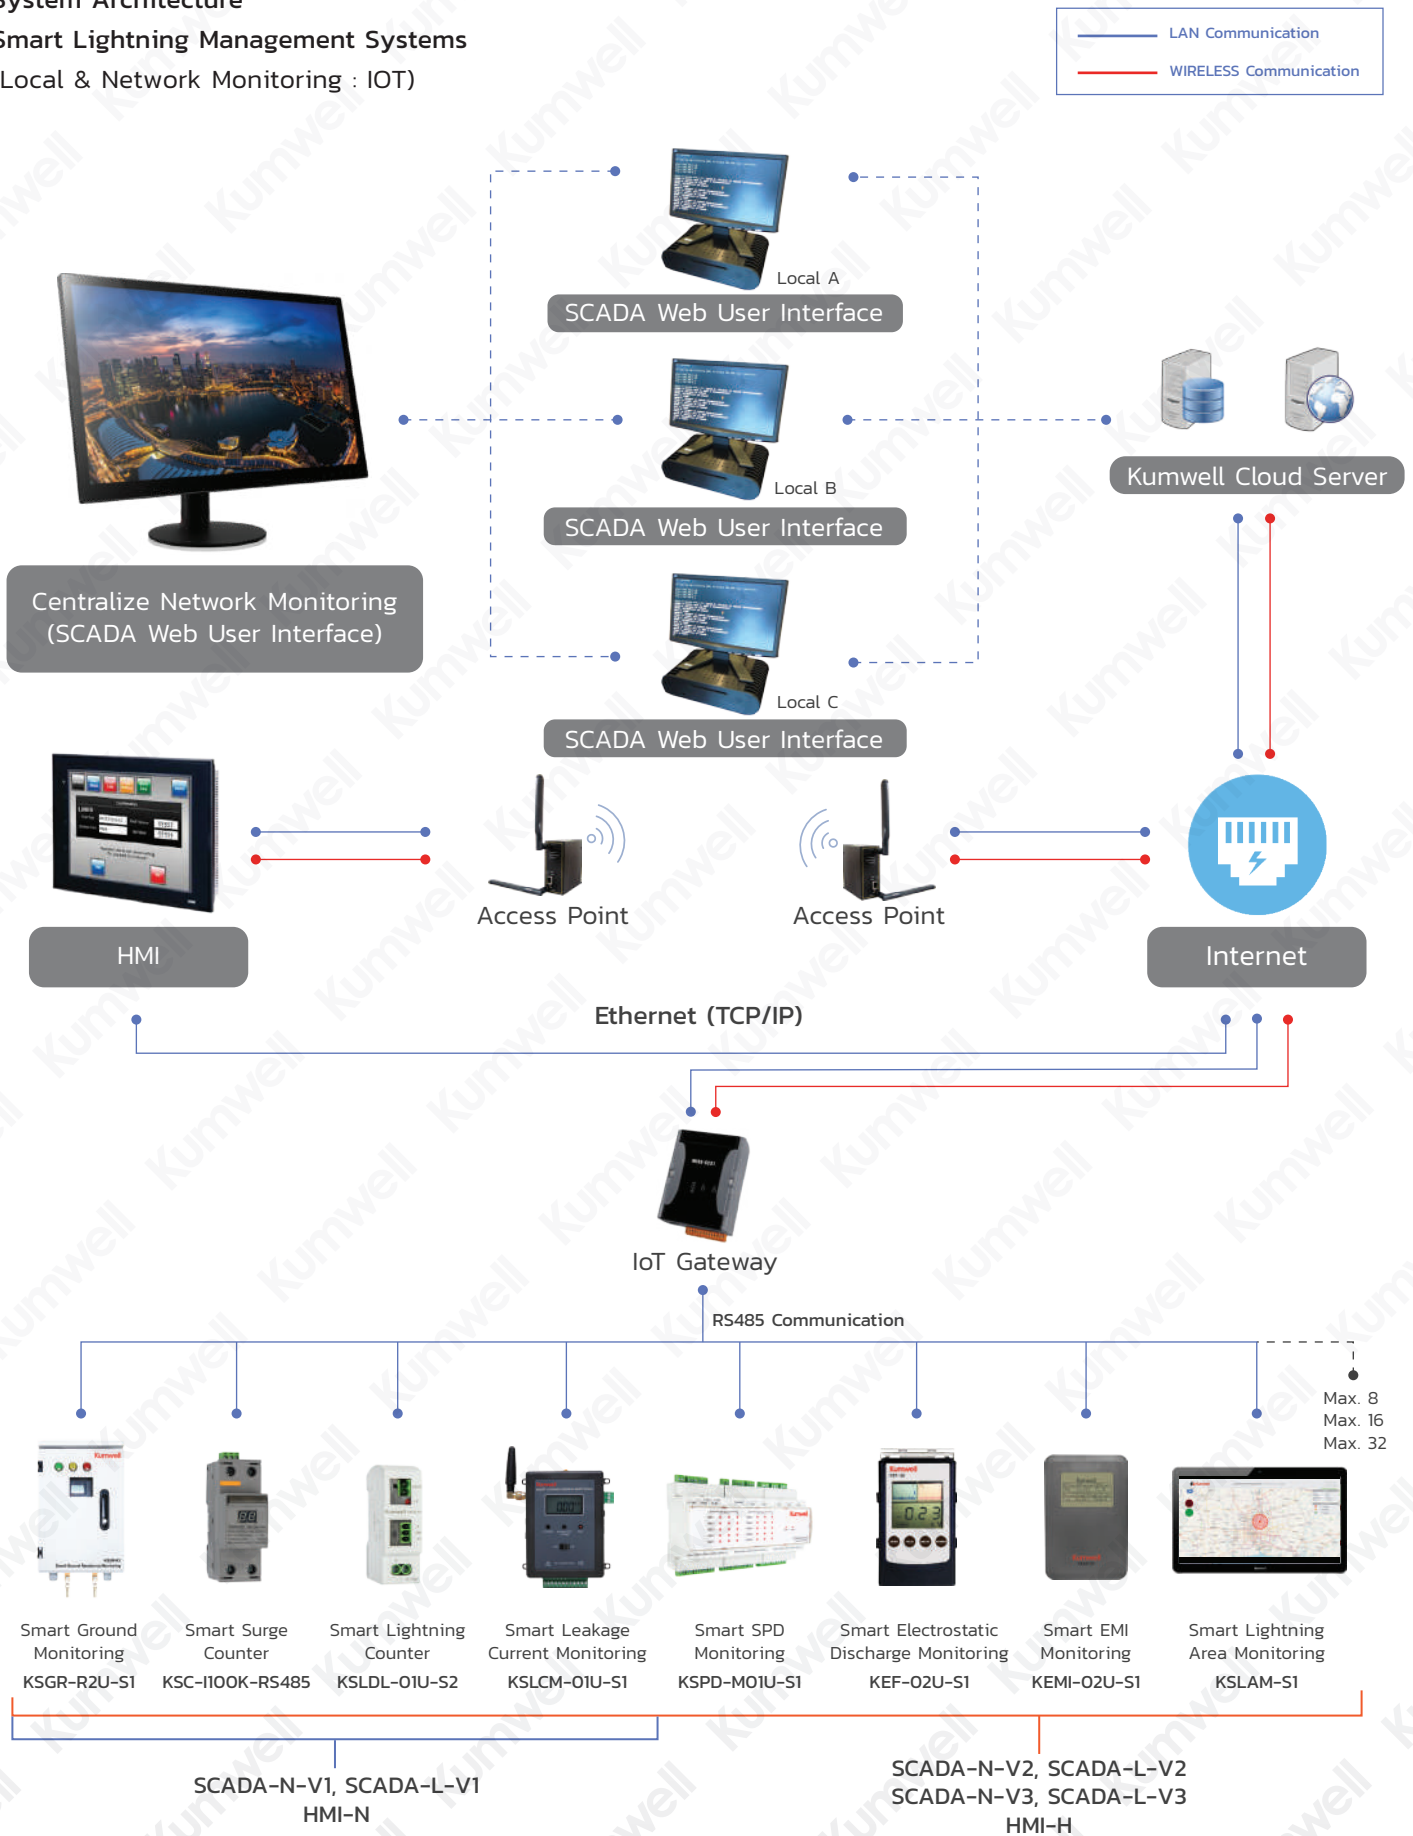 System Architecture
Smart Lightning Management Systems
(Local & Network Monitoring : IOT)
LAN Communication
WIRELESS Communication
Local A
SCADA Web User Interface
Local B
SCADA Web User Interface
Local C
SCADA Web User Interface
Kumwell Cloud Server
Centralize Network Monitoring
(SCADA Web User Interface)
HMI
Access Point
Access Point
Internet
Ethernet (TCP/IP)
IoT Gateway
RS485 Communication
Max. 8
Max. 16
Max. 32
Smart Ground
Monitoring
KSGR-R2U-S1
Smart Surge
Counter
KSC-I100K-RS485
Smart Lightning
Counter
KSLDL-01U-S2
Smart Leakage
Current Monitoring
KSLCM-01U-S1
Smart SPD
Monitoring
KSPD-M01U-S1
Smart Electrostatic
Discharge Monitoring
KEF-02U-S1
Smart EMI
Monitoring
KEMI-02U-S1
Smart Lightning
Area Monitoring
KSLAM-S1
SCADA-N-V1, SCADA-L-V1
HMI-N
SCADA-N-V2, SCADA-L-V2
SCADA-N-V3, SCADA-L-V3
HMI-H